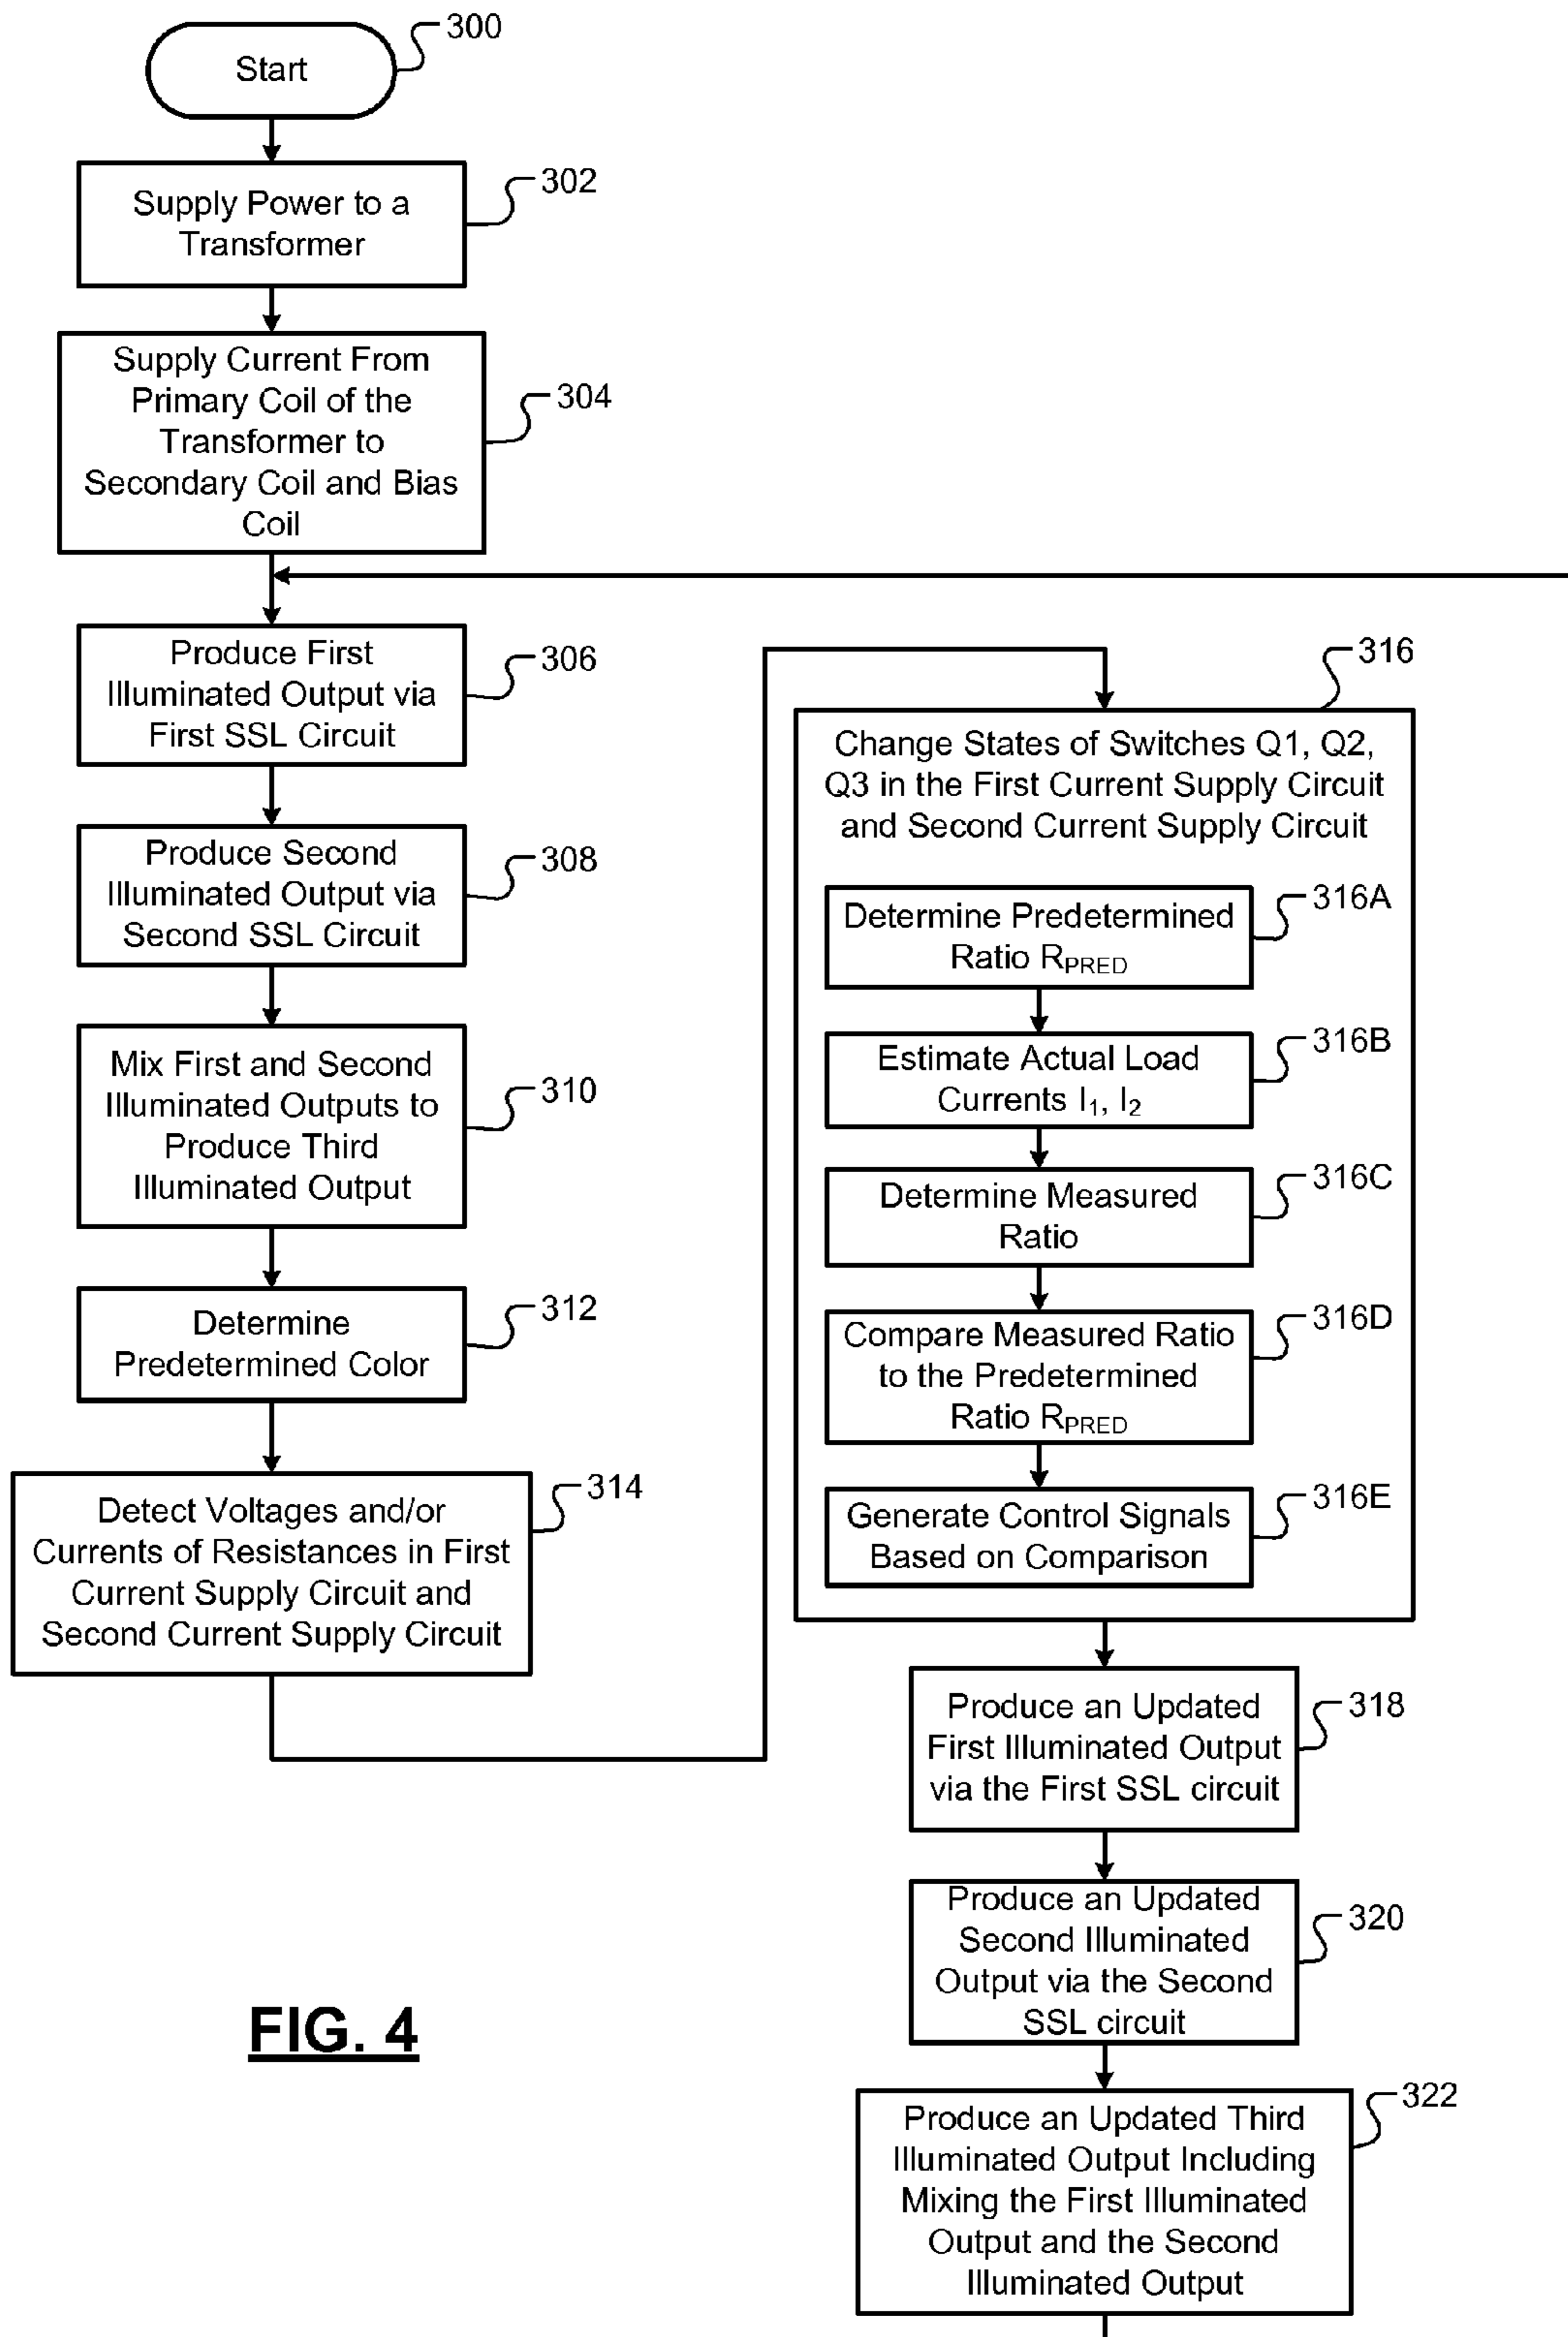 300
Start
302
Supply Power to a
Transformer
Supply Current From
Primary Coil of the
Transformer to
Secondary Coil and Bias
Coil
304
Produce First
Illuminated Output via
First SSL Circuit
306
Produce Second
Illuminated Output via
Second SSL Circuit
308
Mix First and Second
Illuminated Outputs to
Produce Third
Illuminated Output
310
Determine
Predetermined Color
312
Detect Voltages and/or
Currents of Resistances in First
Current Supply Circuit and
Second Current Supply Circuit
314
316
Change States of Switches Q1, Q2,
Q3 in the First Current Supply Circuit
and Second Current Supply Circuit
Determine Predetermined
Ratio RPRED
316A
Estimate Actual Load
Currents I1, I2
316B
Determine Measured
Ratio
316C
Compare Measured Ratio
to the Predetermined
Ratio RPRED
316D
Generate Control Signals
Based on Comparison
316E
Produce an Updated
First Illuminated Output
via the First SSL circuit
318
Produce an Updated
Second Illuminated
Output via the Second
SSL circuit
320
Produce an Updated Third
Illuminated Output Including
Mixing the First Illuminated
Output and the Second
Illuminated Output
322
FIG. 4